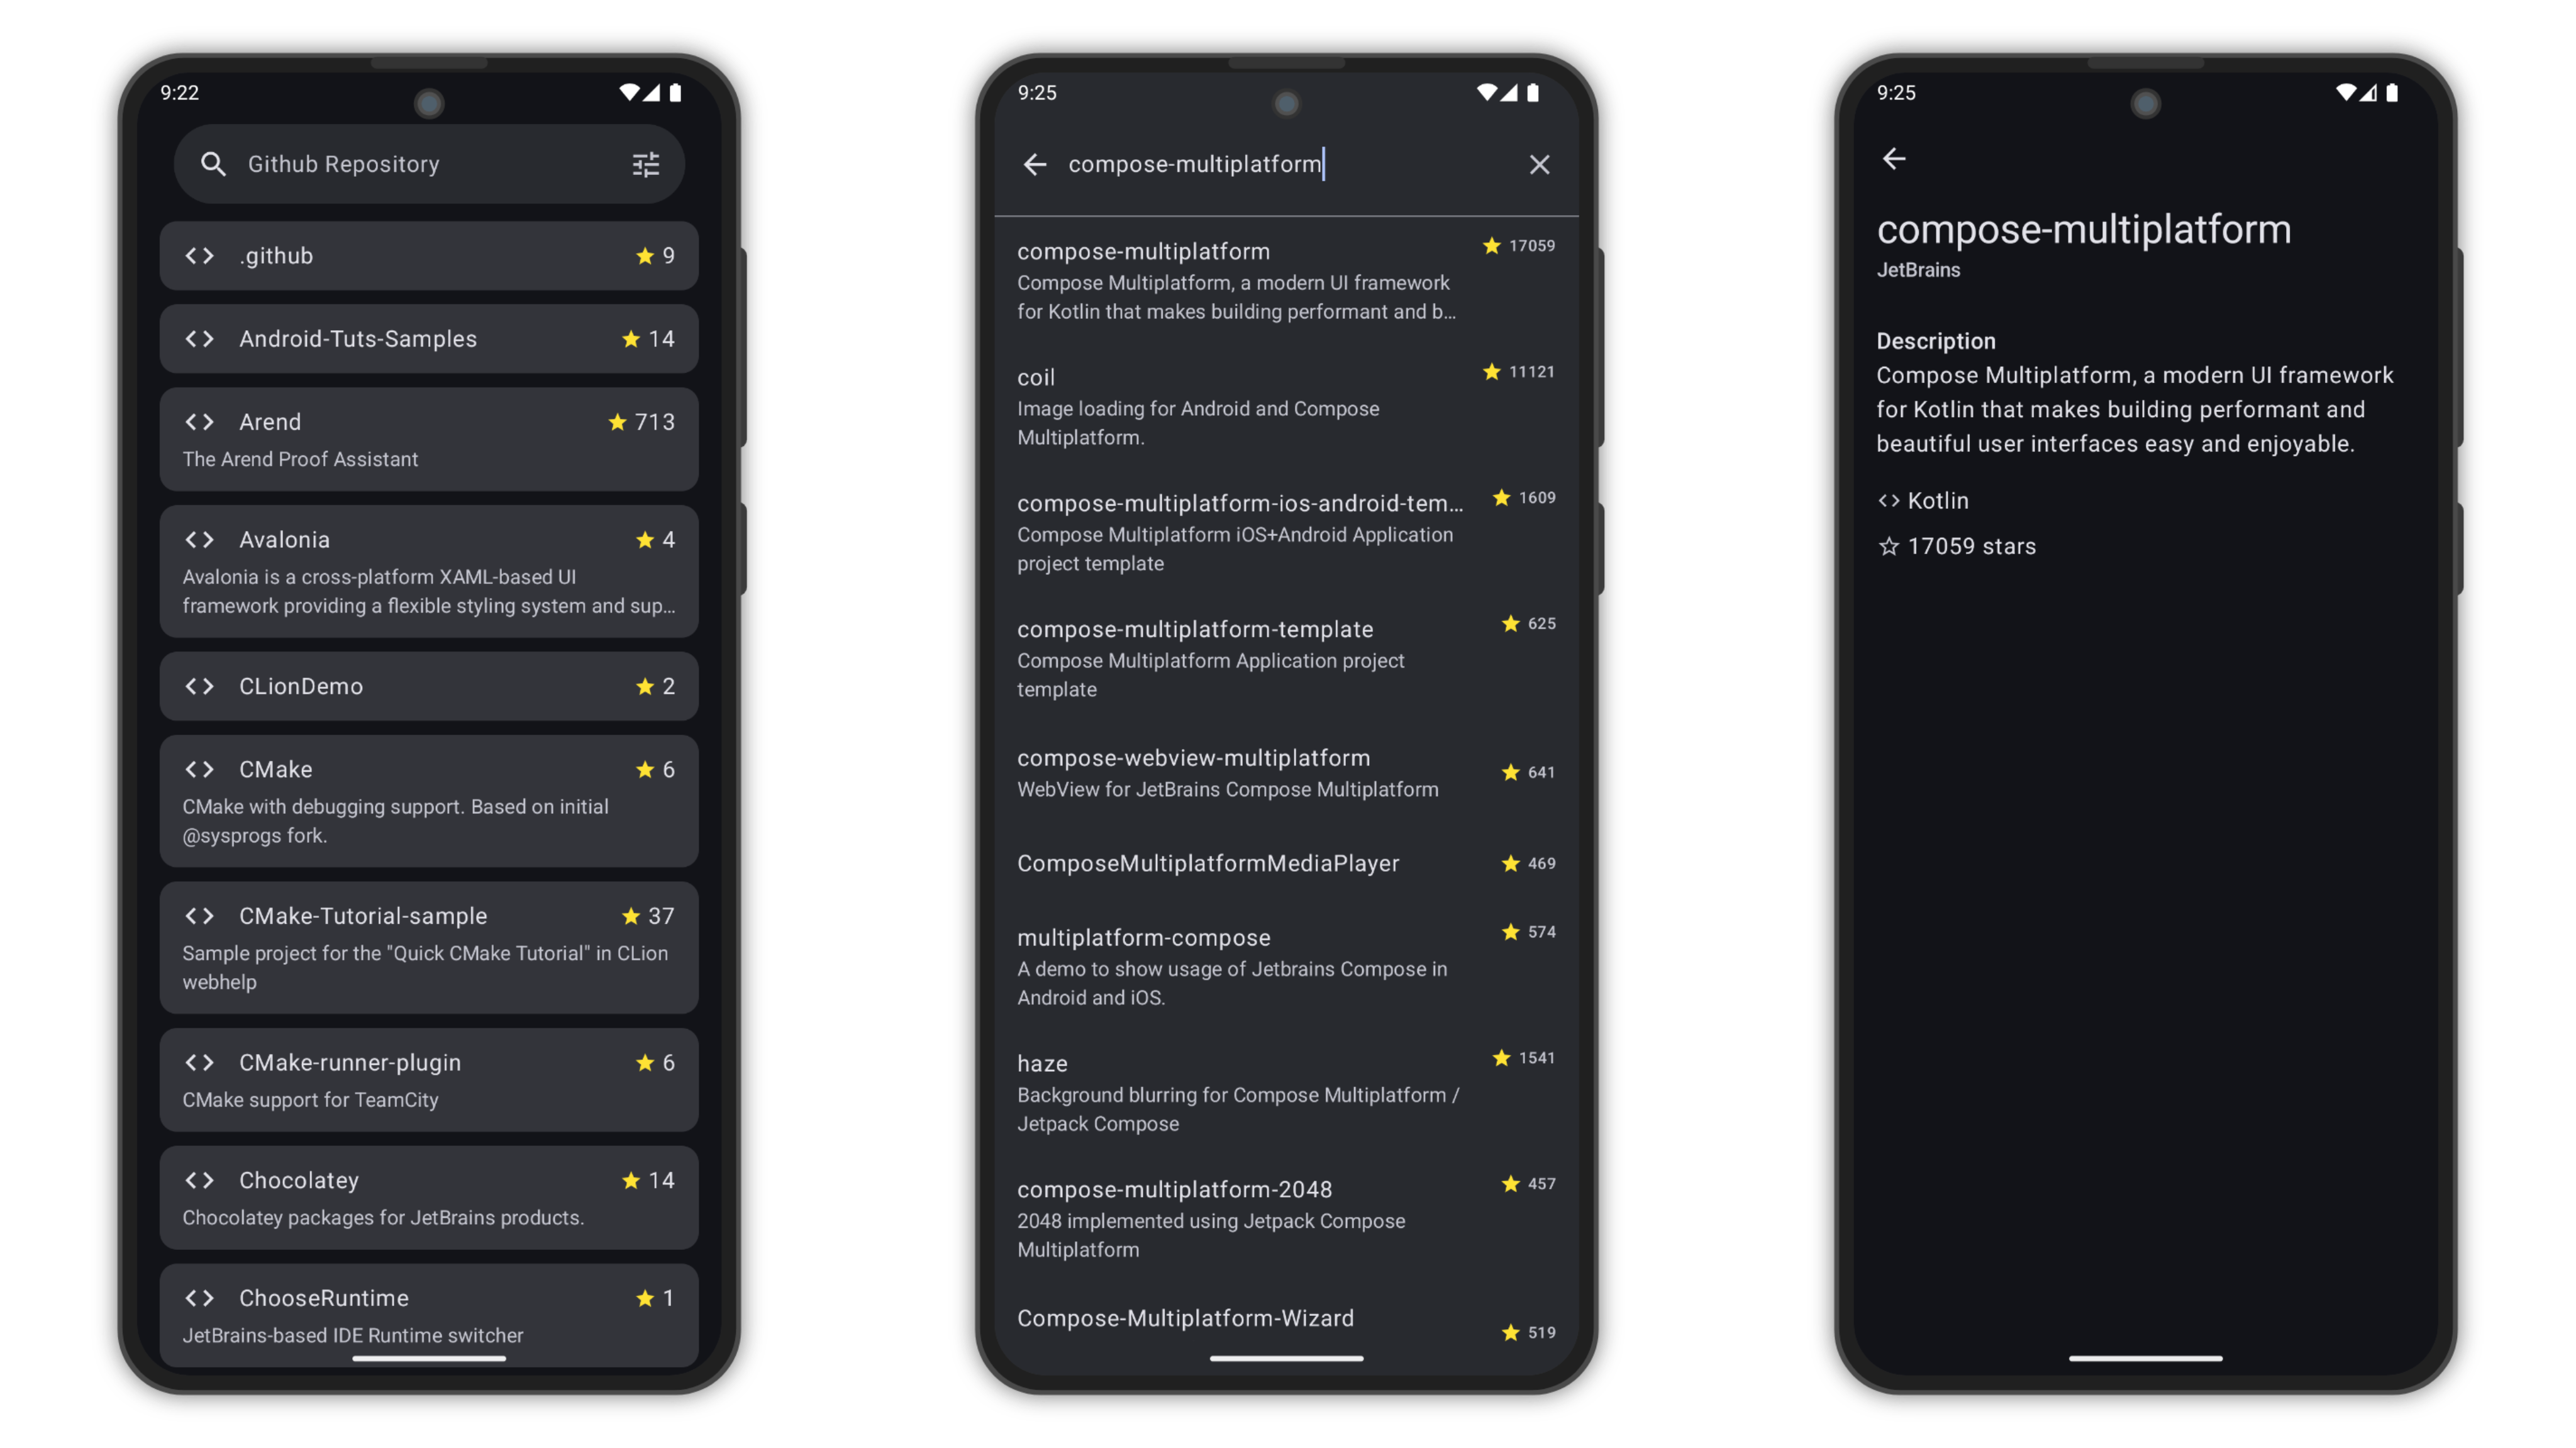 9:22
Github Repository
.github 9
Android-Tuts-Samples 14
Arend 713
The Arend Proof Assistant
Avalonia 4
Avalonia is a cross-platform XAML-based UI
framework providing a flexible styling system and sup...
CLionDemo 2
CMake 6
CMake with debugging support. Based on initial
@sysprogs fork.
CMake-Tutorial-sample 37
Sample project for the "Quick CMake Tutorial" in CLion
webhelp
CMake-runner-plugin 6
CMake support for TeamCity
Chocolatey 14
Chocolatey packages for JetBrains products.
ChooseRuntime 1
JetBrains-based IDE Runtime switcher
9:25
compose-multiplatform
compose-multiplatform 17059
Compose Multiplatform, a modern UI framework
for Kotlin that makes building performant and b...
coil 11121
Image loading for Android and Compose
Multiplatform.
compose-multiplatform-ios-android-tem... 1609
Compose Multiplatform iOS+Android Application
project template
compose-multiplatform-template 625
Compose Multiplatform Application project
template
compose-webview-multiplatform 641
WebView for JetBrains Compose Multiplatform
ComposeMultiplatformMediaPlayer 469
multiplatform-compose 574
A demo to show usage of Jetbrains Compose in
Android and iOS.
haze 1541
Background blurring for Compose Multiplatform /
Jetpack Compose
compose-multiplatform-2048 457
2048 implemented using Jetpack Compose
Multiplatform
Compose-Multiplatform-Wizard 519
9:25
compose-multiplatform
JetBrains
Description
Compose Multiplatform, a modern UI framework
for Kotlin that makes building performant and
beautiful user interfaces easy and enjoyable.
Kotlin
17059 stars